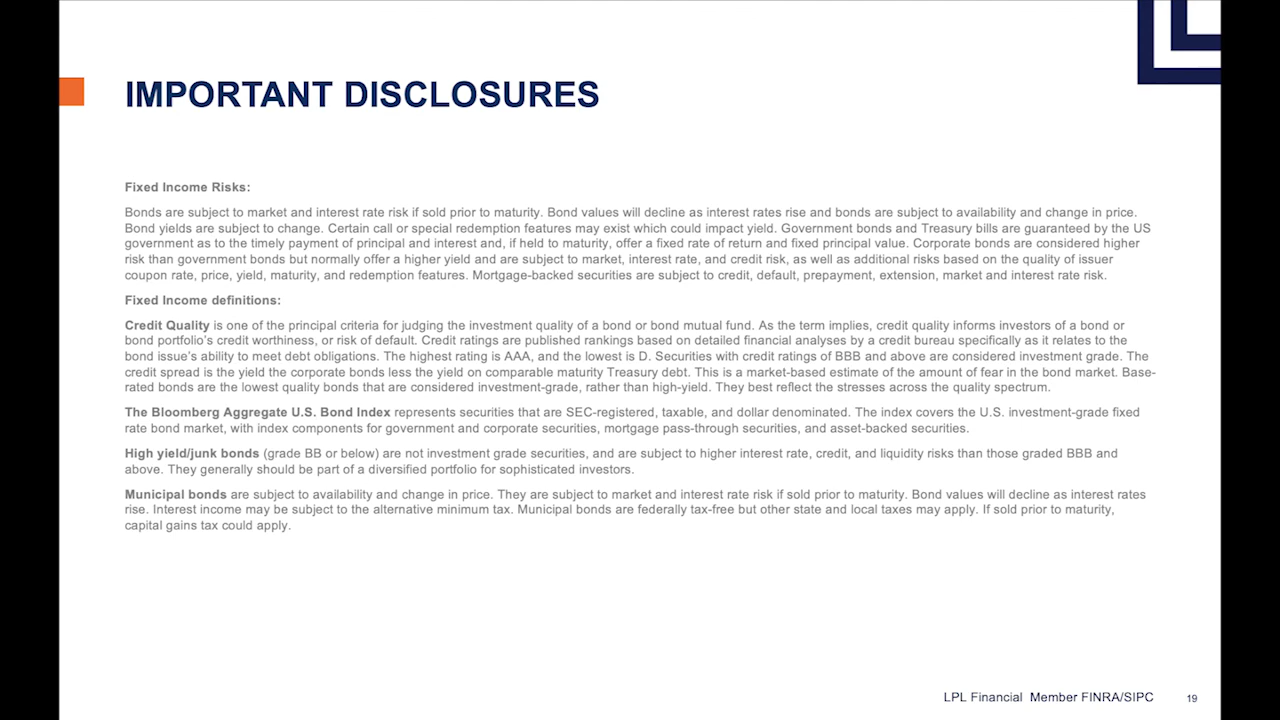 IMPORTANT DISCLOSURES
Fixed Income Risks:
Bonds are subject to market and interest rate risk if sold prior to maturity. Bond values will decline as interest rates rise and bonds are subject to availability and change in price.
Bond yields are subject to change. Certain call or special redemption features may exist which could impact yield. Government bonds and Treasury bills are guaranteed by the US
government as to the timely payment of principal and interest and, if held to maturity, offer a fixed rate of return and fixed principal value. Corporate bonds are considered higher
risk than government bonds but normally offer a higher yield and are subject to market, interest rate, and credit risk, as well as additional risks based on the quality of issuer
coupon rate, price, yield, maturity, and redemption features. Mortgage-backed securities are subject to credit, default, prepayment, extension, market and interest rate risk.
Fixed Income definitions:
Credit Quality is one of the principal criteria for judging the investment quality of a bond or bond mutual fund. As the term implies, credit quality informs investors of a bond or
bond portfolio's credit worthiness, or risk of default. Credit ratings are published rankings based on detailed financial analyses by a credit bureau specifically as it relates to the
bond issue's ability to meet debt obligations. The highest rating is AAA, and the lowest is D. Securities with credit ratings of BBB and above are considered investment grade. The
credit spread is the yield the corporate bonds less the yield on comparable maturity Treasury debt. This is a market-based estimate of the amount of fear in the bond market. Base-
rated bonds are the lowest quality bonds that are considered investment-grade, rather than high-yield. They best reflect the stresses across the quality spectrum.
The Bloomberg Aggregate U.S. Bond Index represents securities that are SEC-registered, taxable, and dollar denominated. The index covers the U.S. investment-grade fixed
rate bond market, with index components for government and corporate securities, mortgage pass-through securities, and asset-backed securities.
High yield/junk bonds (grade BB or below) are not investment grade securities, and are subject to higher interest rate, credit, and liquidity risks than those graded BBB and
above. They generally should be part of a diversified portfolio for sophisticated investors.
Municipal bonds are subject to availability and change in price. They are subject to market and interest rate risk if sold prior to maturity. Bond values will decline as interest rates
rise. Interest income may be subject to the alternative minimum tax. Municipal bonds are federally tax-free but other state and local taxes may apply. If sold prior to maturity,
capital gains tax could apply.
LPL Financial Member FINRA/SIPC 19